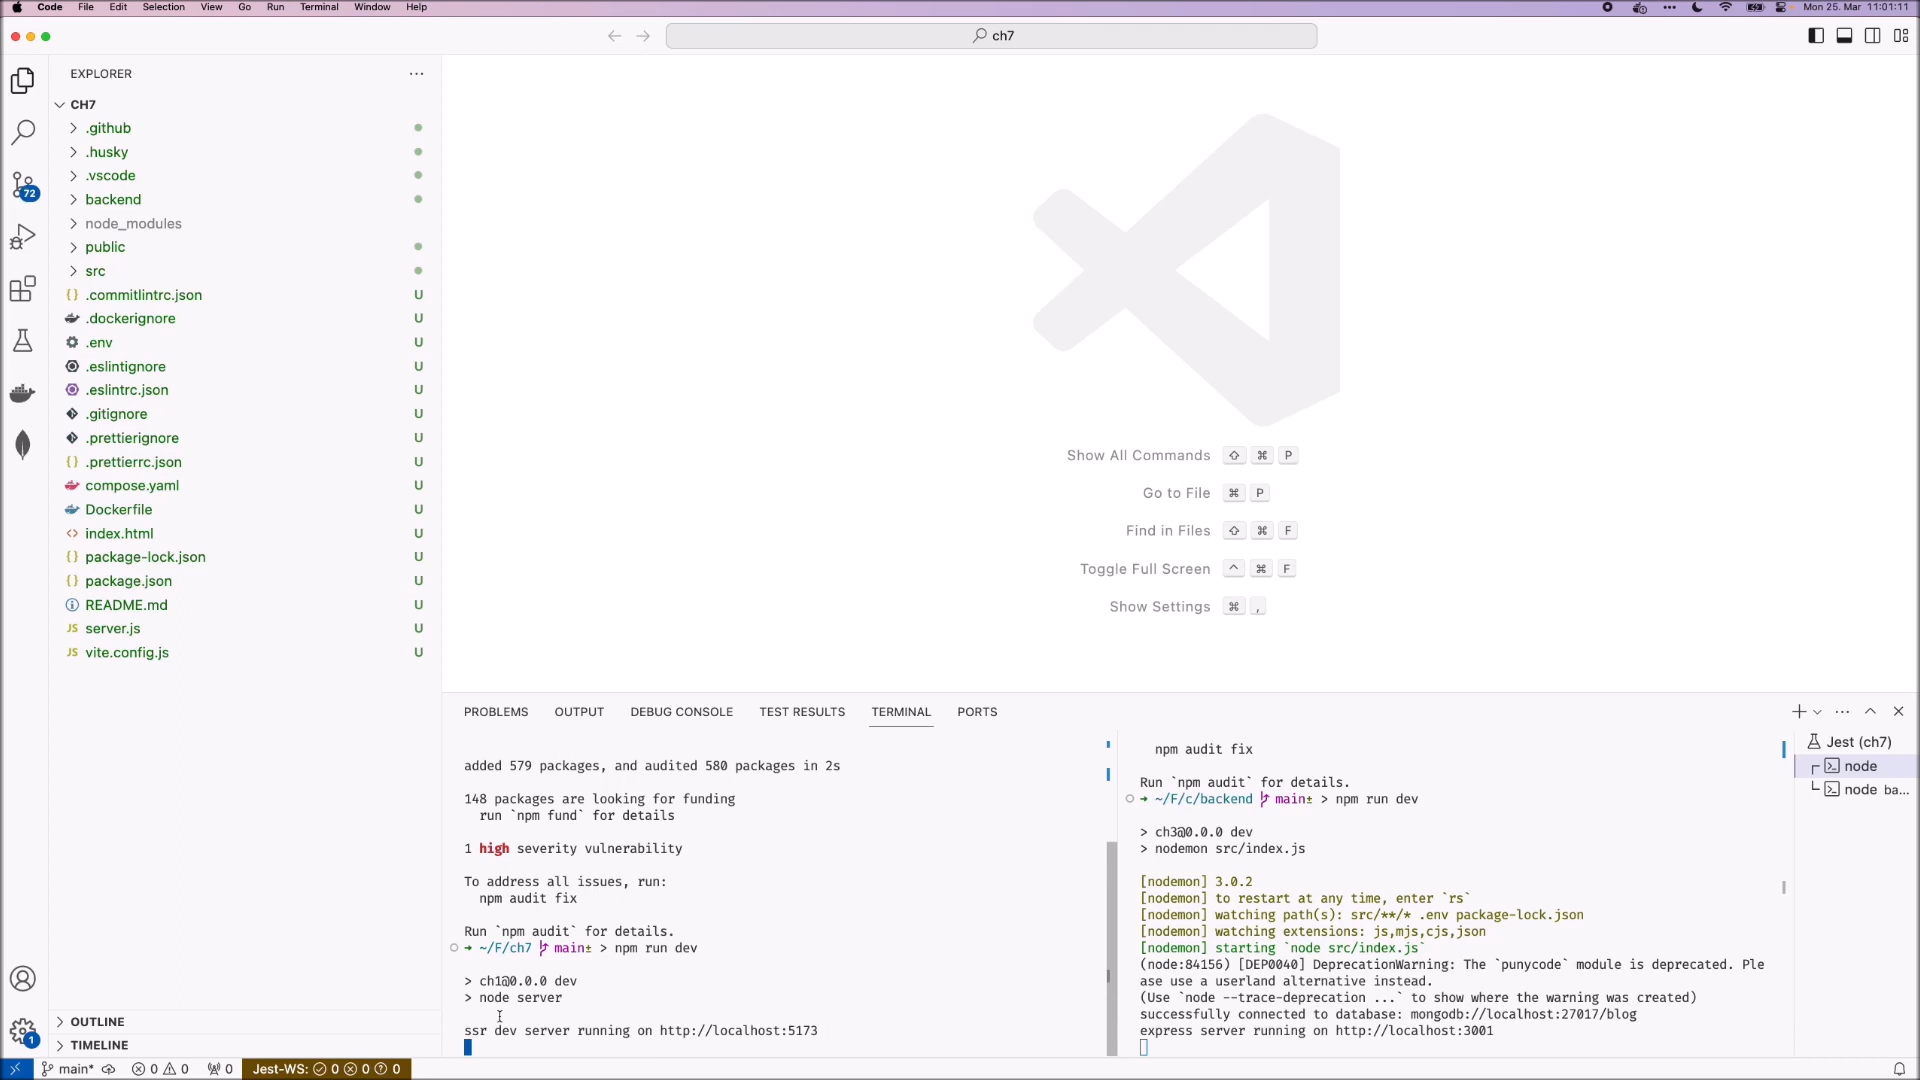 Code File Edit Selection View Go Run Terminal Window Help
Mon 25. Mar 11:01:11
ch7
EXPLORER
CH7
.github
.husky
.vscode
backend
node_modules
public
src
.commitlintrc.json U
.dockerignore U
.env U
.eslintignore U
.eslintrc.json U
.gitignore U
.prettierignore U
.prettierrc.json U
compose.yaml U
Dockerfile U
index.html U
package-lock.json U
package.json U
README.md U
server.js U
vite.config.js U
OUTLINE
TIMELINE
72
1
Show All Commands ⇧ ⌘ P
Go to File ⌘ P
Find in Files ⇧ ⌘ F
Toggle Full Screen ^ ⌘ F
Show Settings ⌘ ,
PROBLEMS OUTPUT DEBUG CONSOLE TEST RESULTS TERMINAL PORTS
added 579 packages, and audited 580 packages in 2s
148 packages are looking for funding
run `npm fund` for details
1 high severity vulnerability
To address all issues, run:
npm audit fix
Run `npm audit` for details.
➜ ~/F/ch7 main± > npm run dev
> ch1@0.0.0 dev
> node server
ssr dev server running on http://localhost:5173
npm audit fix
Run `npm audit` for details.
➜ ~/F/c/backend main± > npm run dev
> ch3@0.0.0 dev
> nodemon src/index.js
[nodemon] 3.0.2
[nodemon] to restart at any time, enter `rs`
[nodemon] watching path(s): src/**/* .env package-lock.json
[nodemon] watching extensions: js,mjs,cjs,json
[nodemon] starting `node src/index.js`
(node:84156) [DEP0040] DeprecationWarning: The `punycode` module is deprecated. Ple
ase use a userland alternative instead.
(Use `node --trace-deprecation ...` to show where the warning was created)
successfully connected to database: mongodb://localhost:27017/blog
express server running on http://localhost:3001
Jest (ch7)
node
node ba...
main* 0 0 0 Jest-WS: 0 0 0